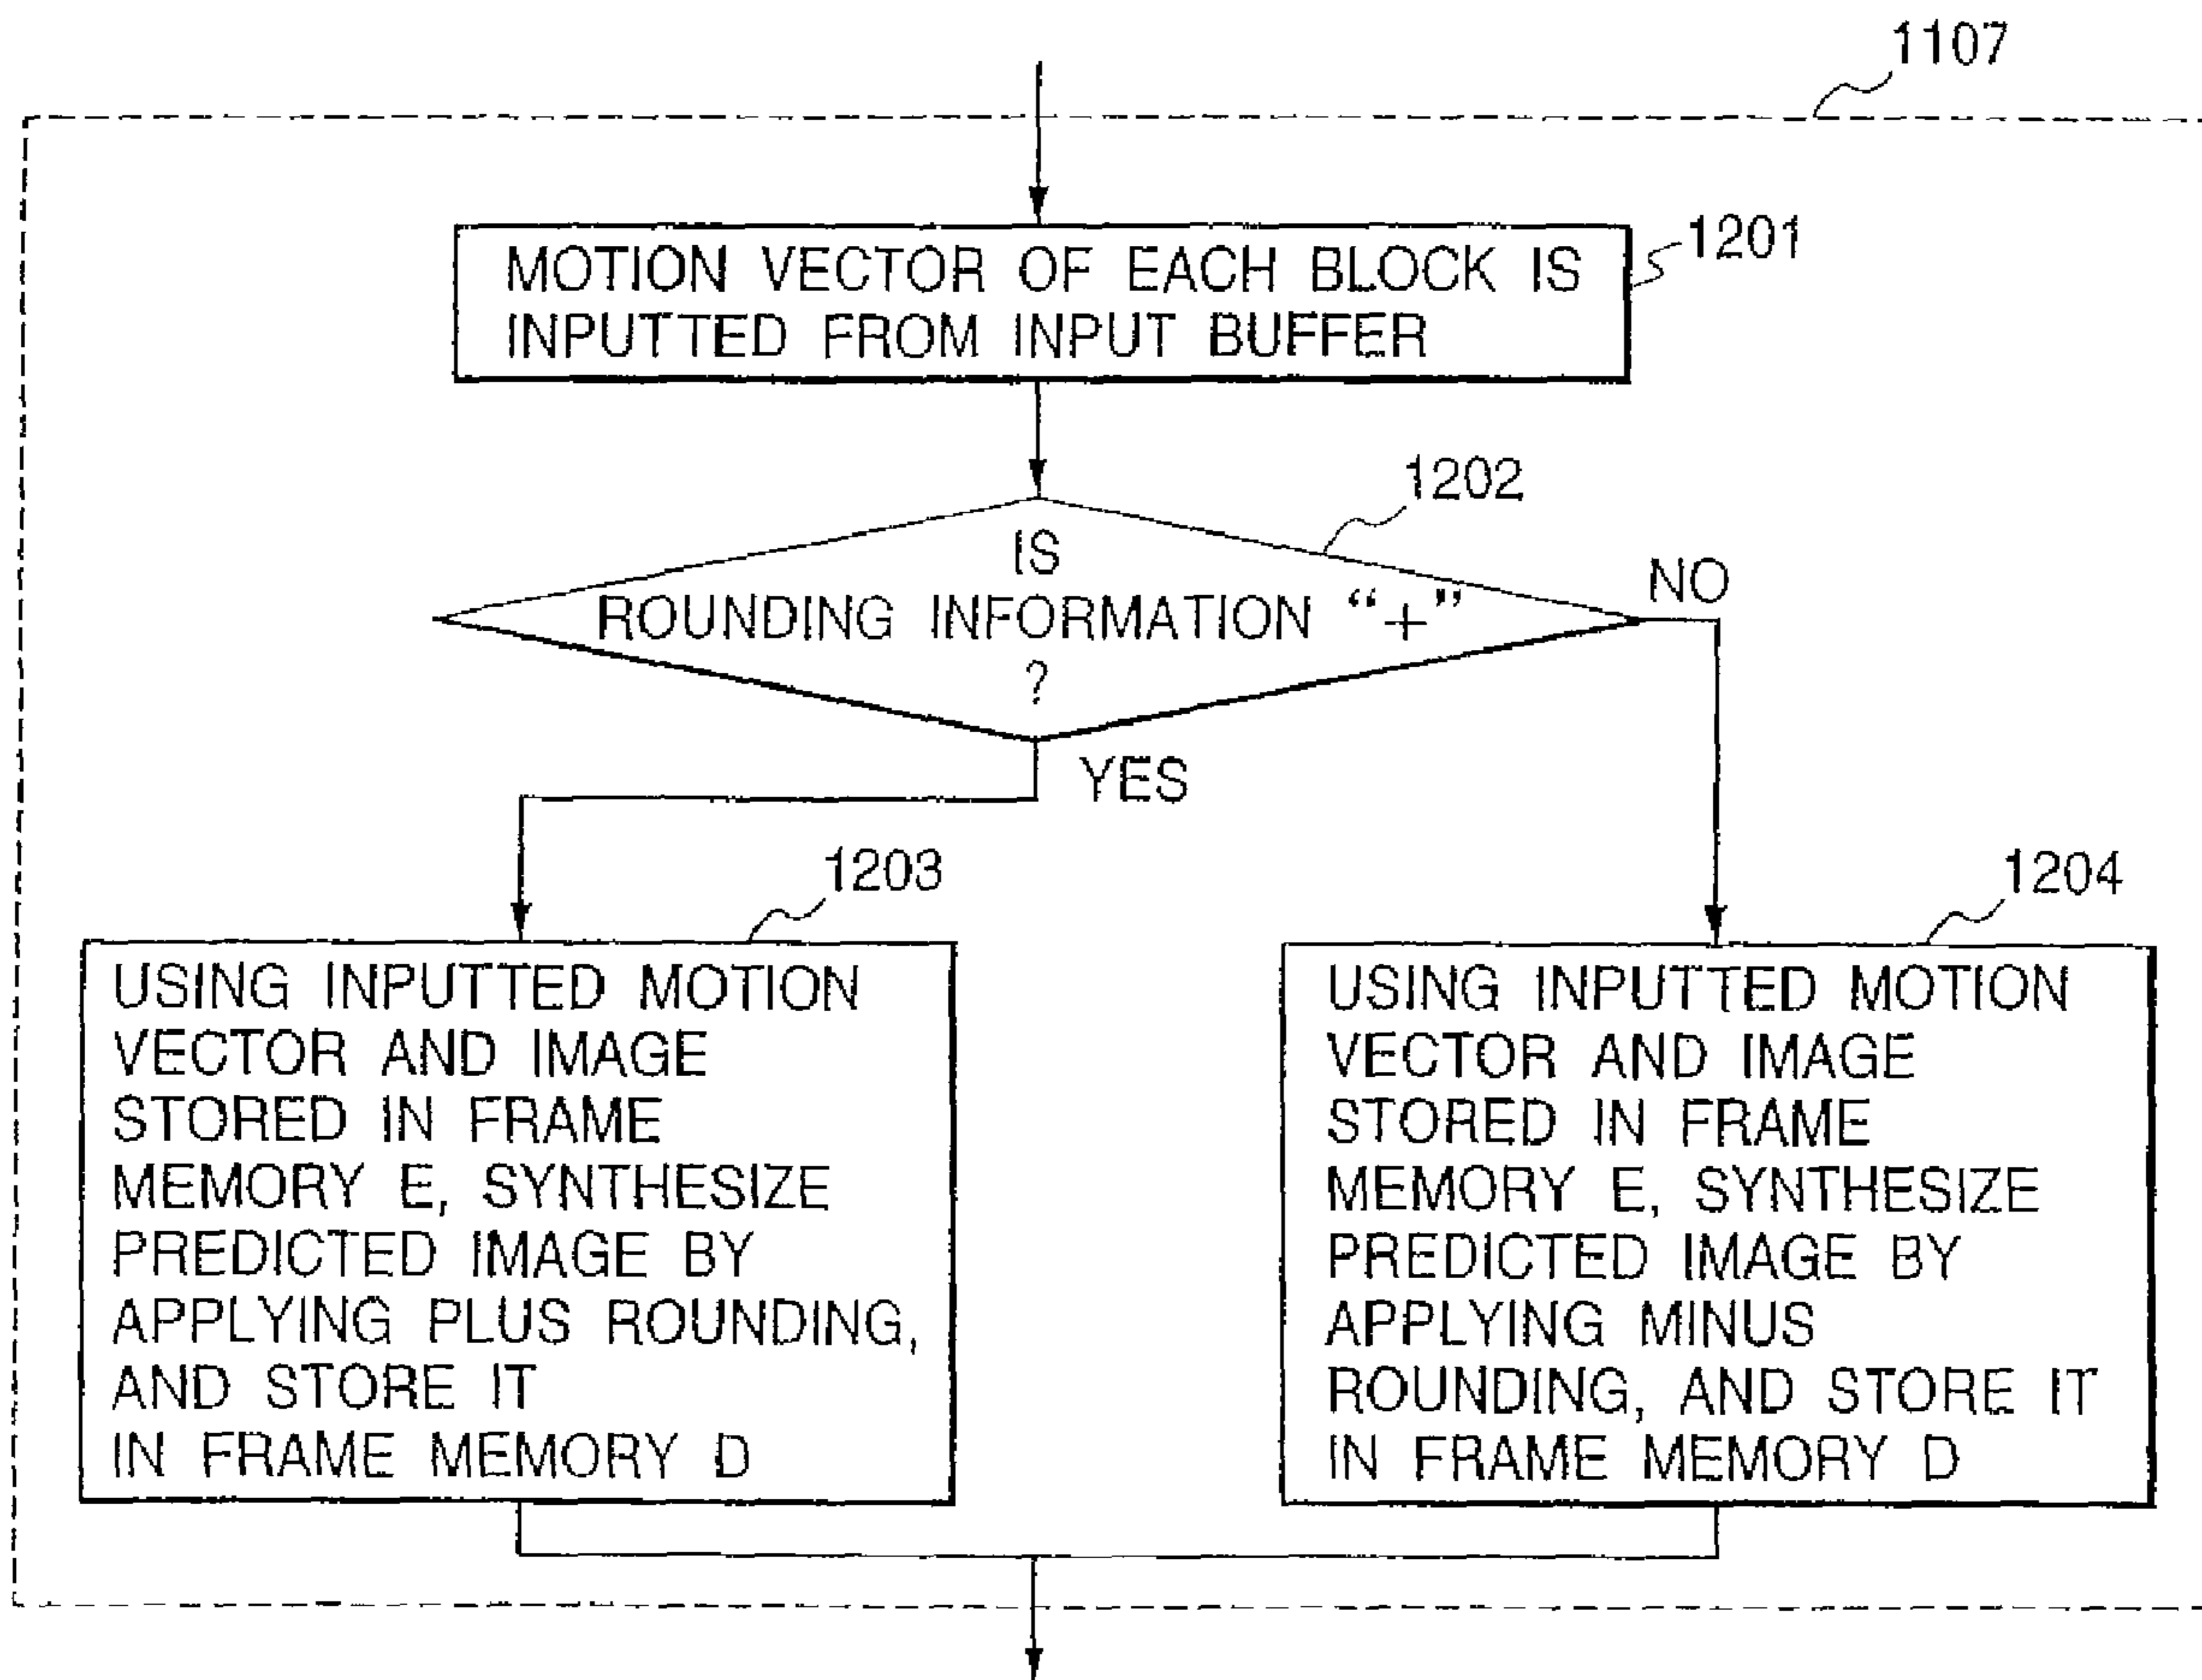 1107
MOTION VECTOR OF EACH BLOCK IS
INPUTTED FROM INPUT BUFFER
1201
1202
IS
ROUNDING INFORMATION “+”
?
NO
YES
1203
USING INPUTTED MOTION
VECTOR AND IMAGE
STORED IN FRAME
MEMORY E, SYNTHESIZE
PREDICTED IMAGE BY
APPLYING PLUS ROUNDING,
AND STORE IT
IN FRAME MEMORY D
1204
USING INPUTTED MOTION
VECTOR AND IMAGE
STORED IN FRAME
MEMORY E, SYNTHESIZE
PREDICTED IMAGE BY
APPLYING MINUS
ROUNDING, AND STORE IT
IN FRAME MEMORY D